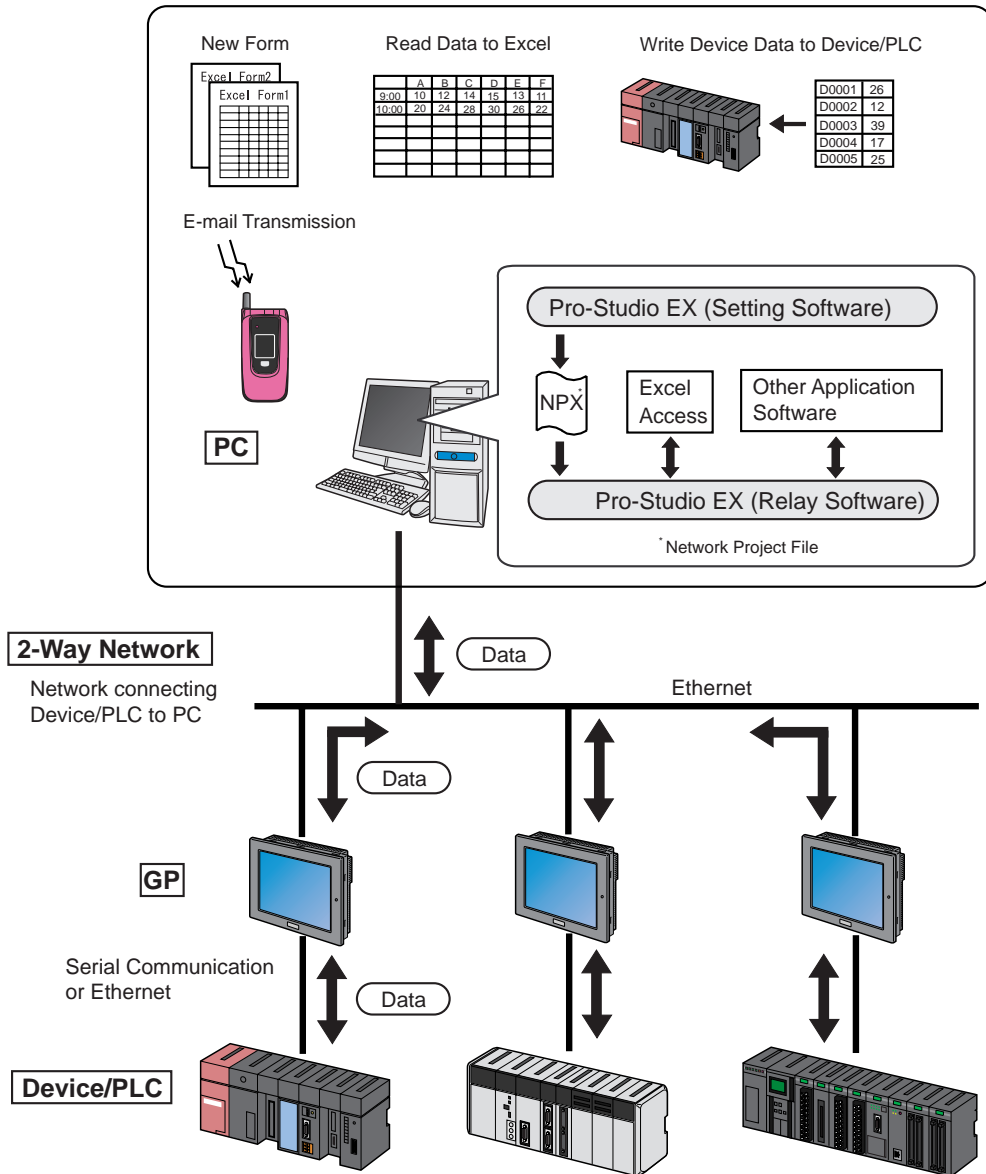 New Form
Read Data to Excel
Write Device Data to Device/PLC
Excel Form2
Excel Form1
A B C D E F
9:00 10 12 14 15 13 11
10:00 20 24 28 30 26 22
D0001 26
D0002 12
D0003 39
D0004 17
D0005 25
E-mail Transmission
PC
Pro-Studio EX (Setting Software)
NPX*
Excel
Access
Other Application
Software
Pro-Studio EX (Relay Software)
* Network Project File
2-Way Network
Data
Network connecting
Device/PLC to PC
Ethernet
Data
GP
Serial Communication
or Ethernet
Data
Device/PLC